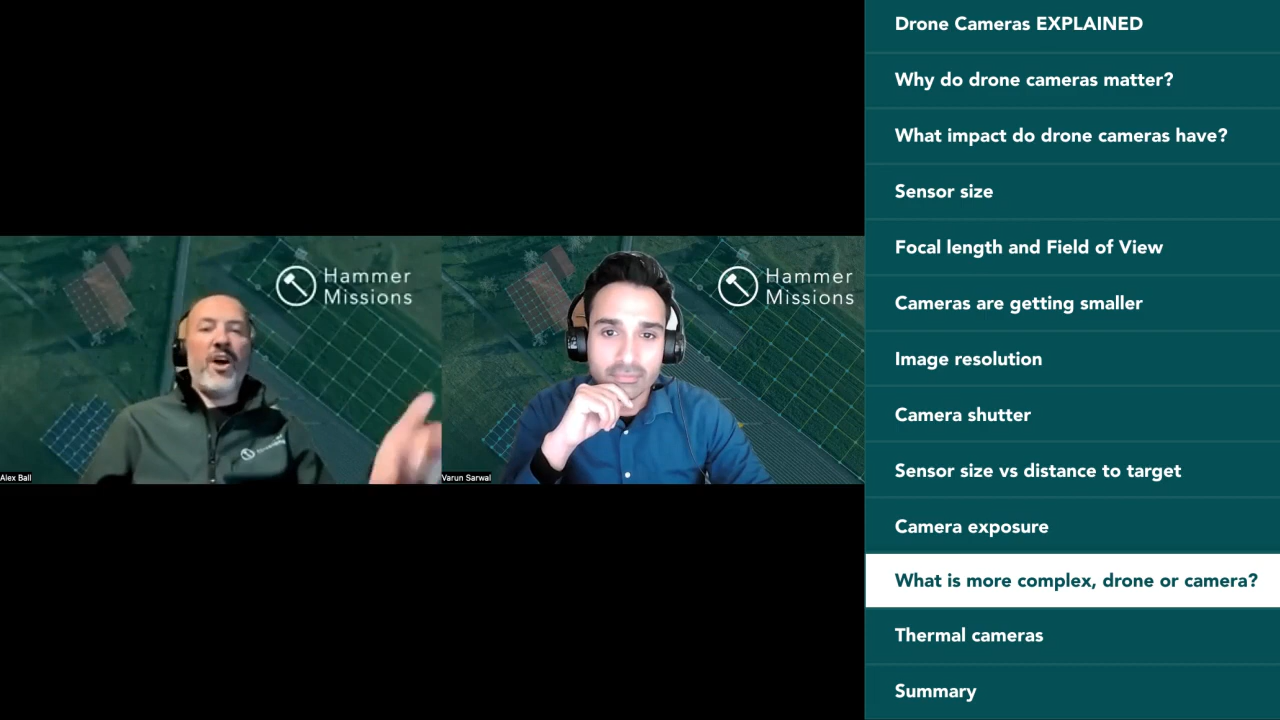 Hammer
Missions
Alex Ball
Hammer
Missions
Varun Sarwal
Drone Cameras EXPLAINED
Why do drone cameras matter?
What impact do drone cameras have?
Sensor size
Focal length and Field of View
Cameras are getting smaller
Image resolution
Camera shutter
Sensor size vs distance to target
Camera exposure
What is more complex, drone or camera?
Thermal cameras
Summary